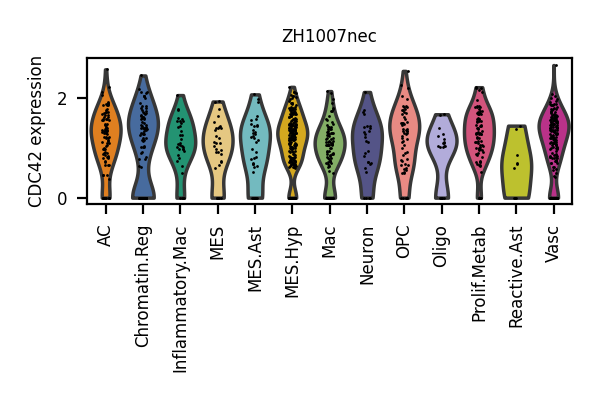 ZH1007nec
CDC42 expression
2
0
AC
Chromatin.Reg
Inflammatory.Mac
MES
MES.Ast
MES.Hyp
Mac
Neuron
OPC
Oligo
Prolif.Metab
Reactive.Ast
Vasc